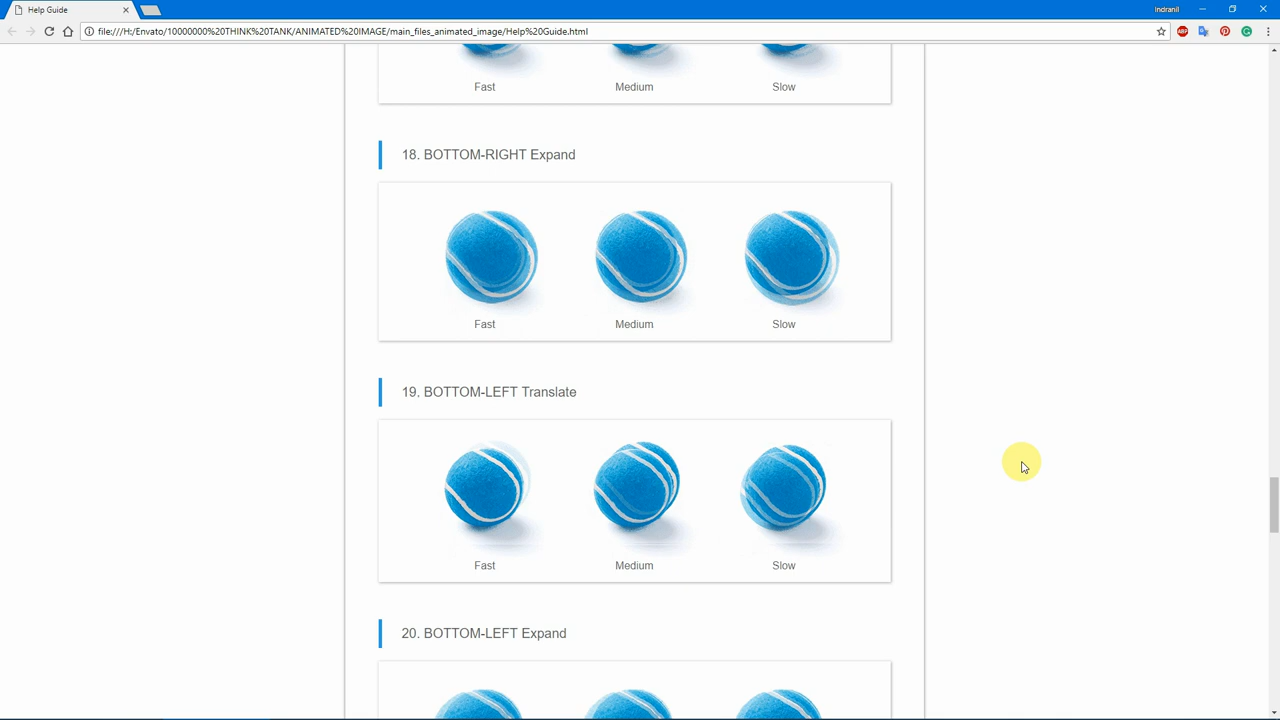 Help Guide
Indranil
file:///H:/Envato/10000000%20THINK%20TANK/ANIMATED%20IMAGE/main_files_animated_image/Help%20Guide.html
ABP
Fast Medium Slow
18. BOTTOM-RIGHT Expand
Fast Medium Slow
19. BOTTOM-LEFT Translate
Fast Medium Slow
20. BOTTOM-LEFT Expand